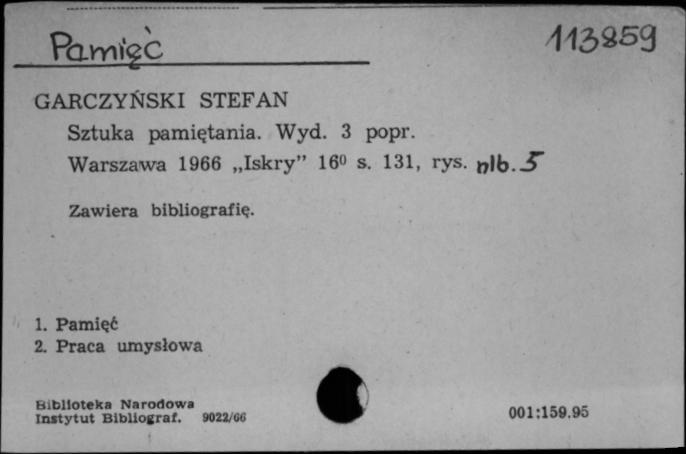 Pamięć
113859
GARCZYŃSKI STEFAN
Sztuka pamiętania. Wyd. 3 popr.
Warszawa 1966 „Iskry” 16⁰ s. 131, rys. nlb. 5
Zawiera bibliografię.
1. Pamięć
2. Praca umysłowa
Biblioteka Narodowa
Instytut Bibliograf. 9022/66
001:159.95